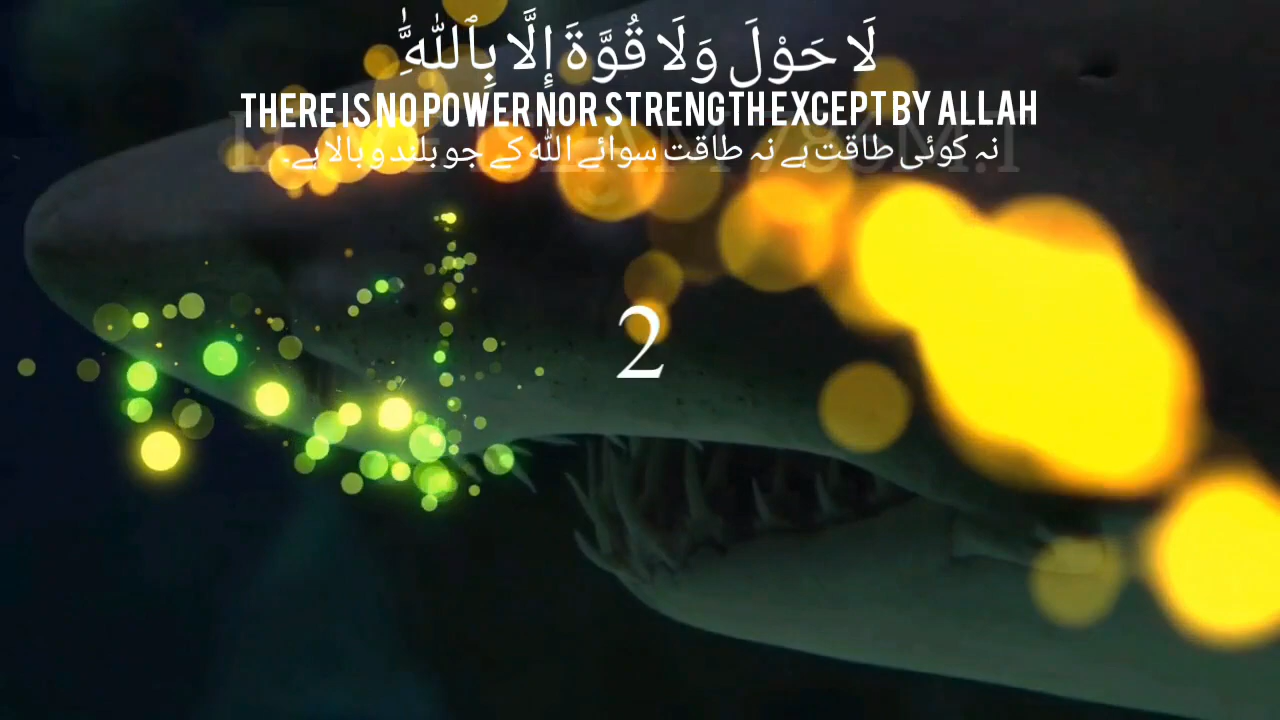 لَا حَوْلَ وَلَا قُوَّةَ إِلَّا بِٱللَّٰهِ
THERE IS NO POWER NOR STRENGTH EXCEPT BY ALLAH
نہ کوئی طاقت ہے نہ طاقت سوائے اللہ کے جو بلند و بالا ہے۔
2